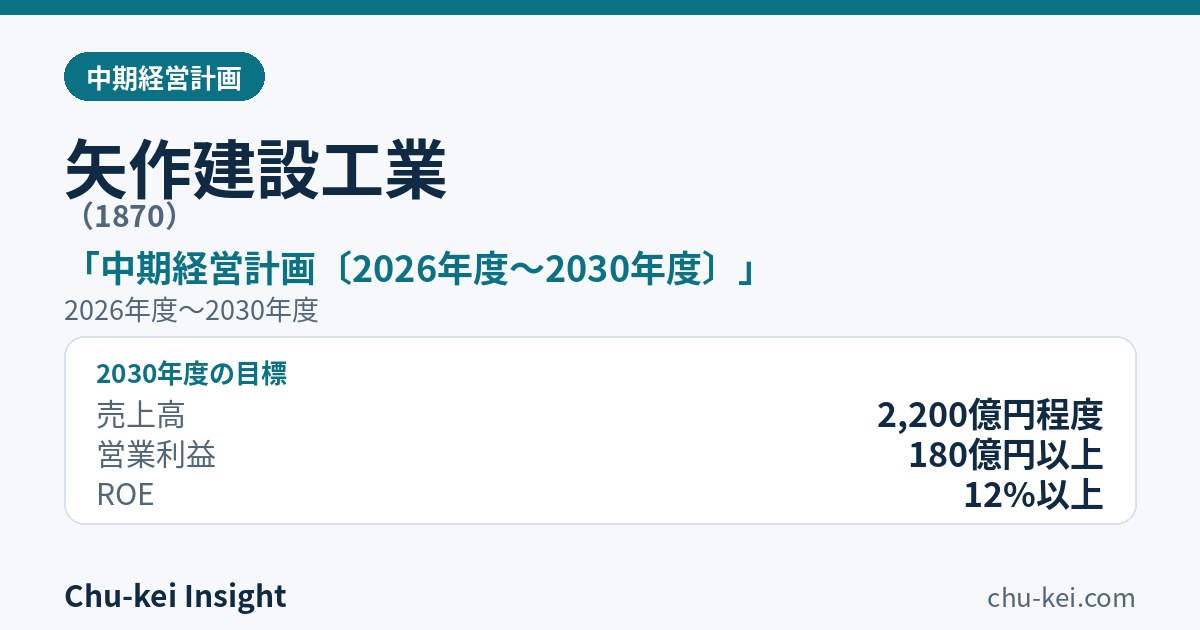 中期経営計画
矢作建設工業
（1870）
「中期経営計画〔2026年度～2030年度〕」
2026年度～2030年度
2030年度の目標
売上高 2,200億円程度
営業利益 180億円以上
ROE 12%以上
Chu-kei Insight chu-kei.com